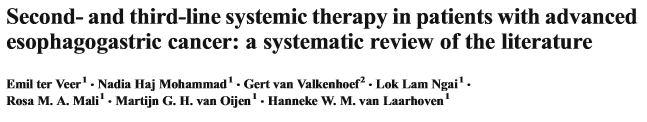 Second- and third-line systemic therapy in patients with advanced
esophagogastric cancer: a systematic review of the literature
Emil ter Veer¹ · Nadia Haj Mohammad¹ · Gert van Valkenhoef² · Lok Lam Ngai¹ ·
Rosa M. A. Mali¹ · Martijn G. H. van Oijen¹ · Hanneke W. M. van Laarhoven¹